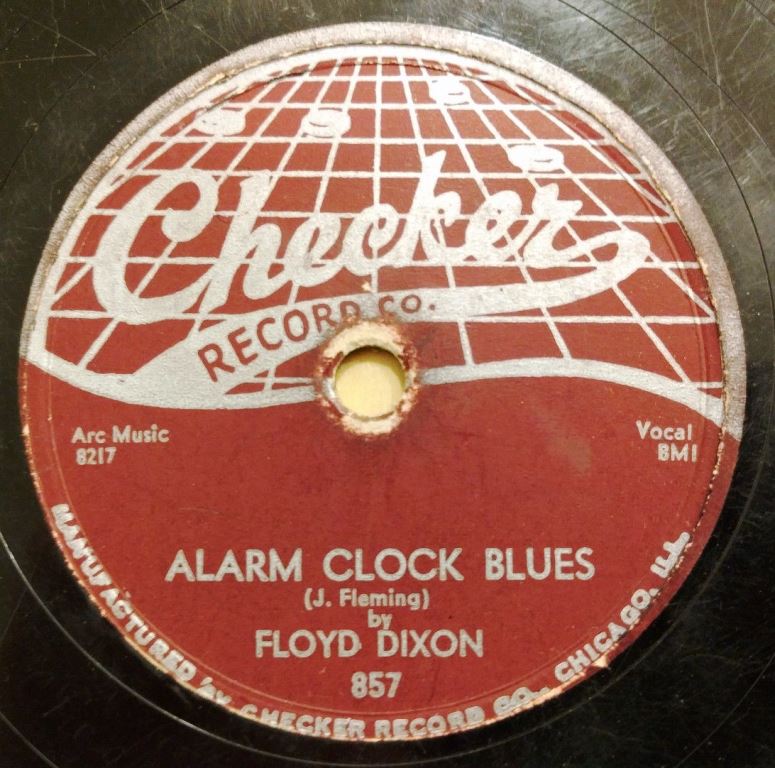 Checker
RECORD CO.
Arc Music
8217
Vocal
BMI
ALARM CLOCK BLUES
(J. Fleming)
by
FLOYD DIXON
857
MANUFACTURED BY CHECKER RECORD CO., CHICAGO, ILL.